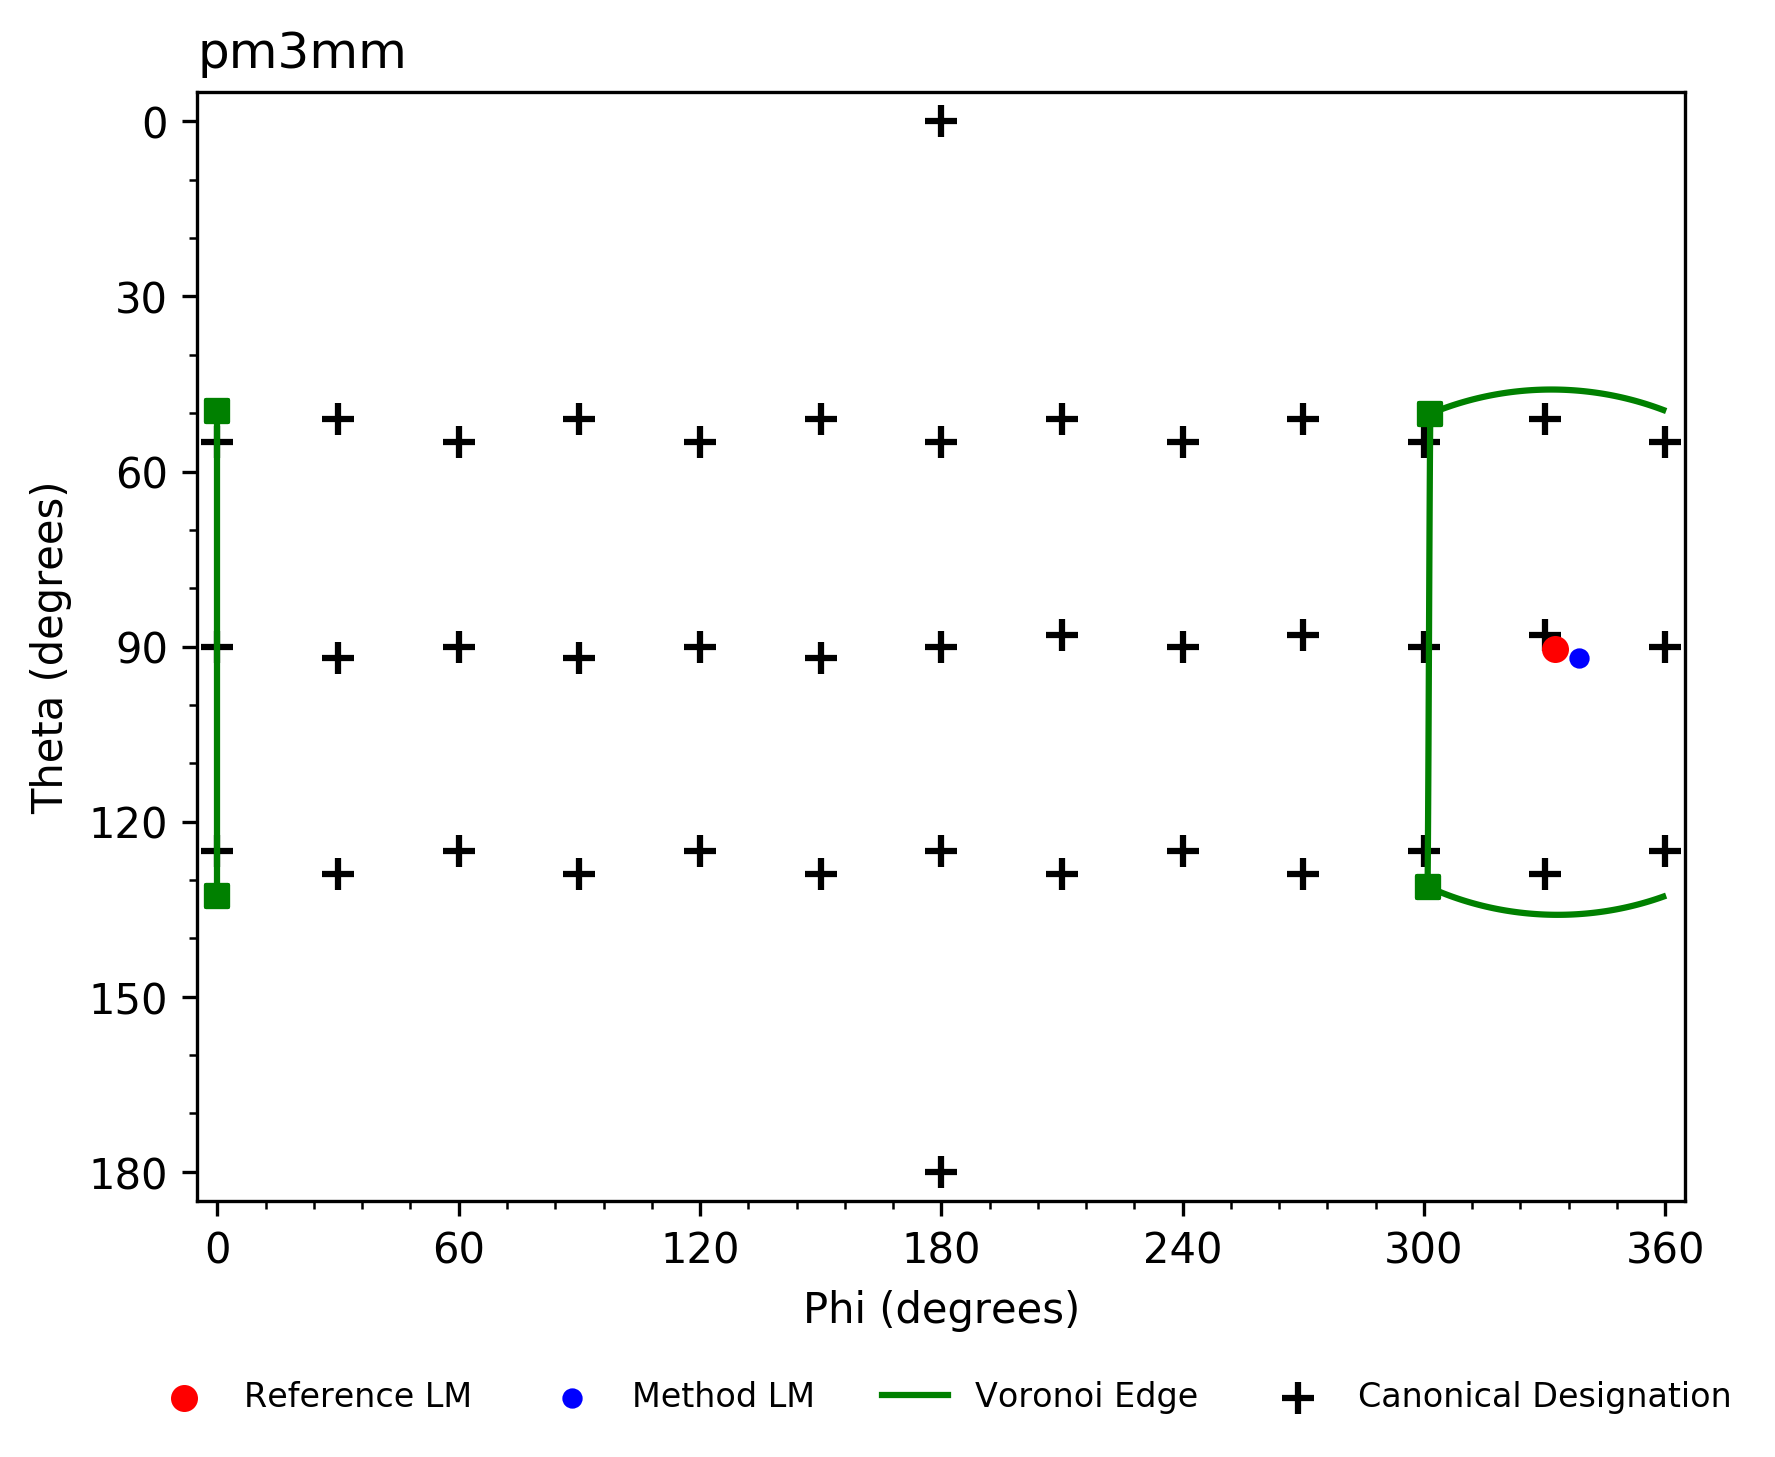 pm3mm
0
30
60
90
120
150
180
Theta (degrees)
0 60 120 180 240 300 360
Phi (degrees)
Reference LM Method LM Voronoi Edge Canonical Designation